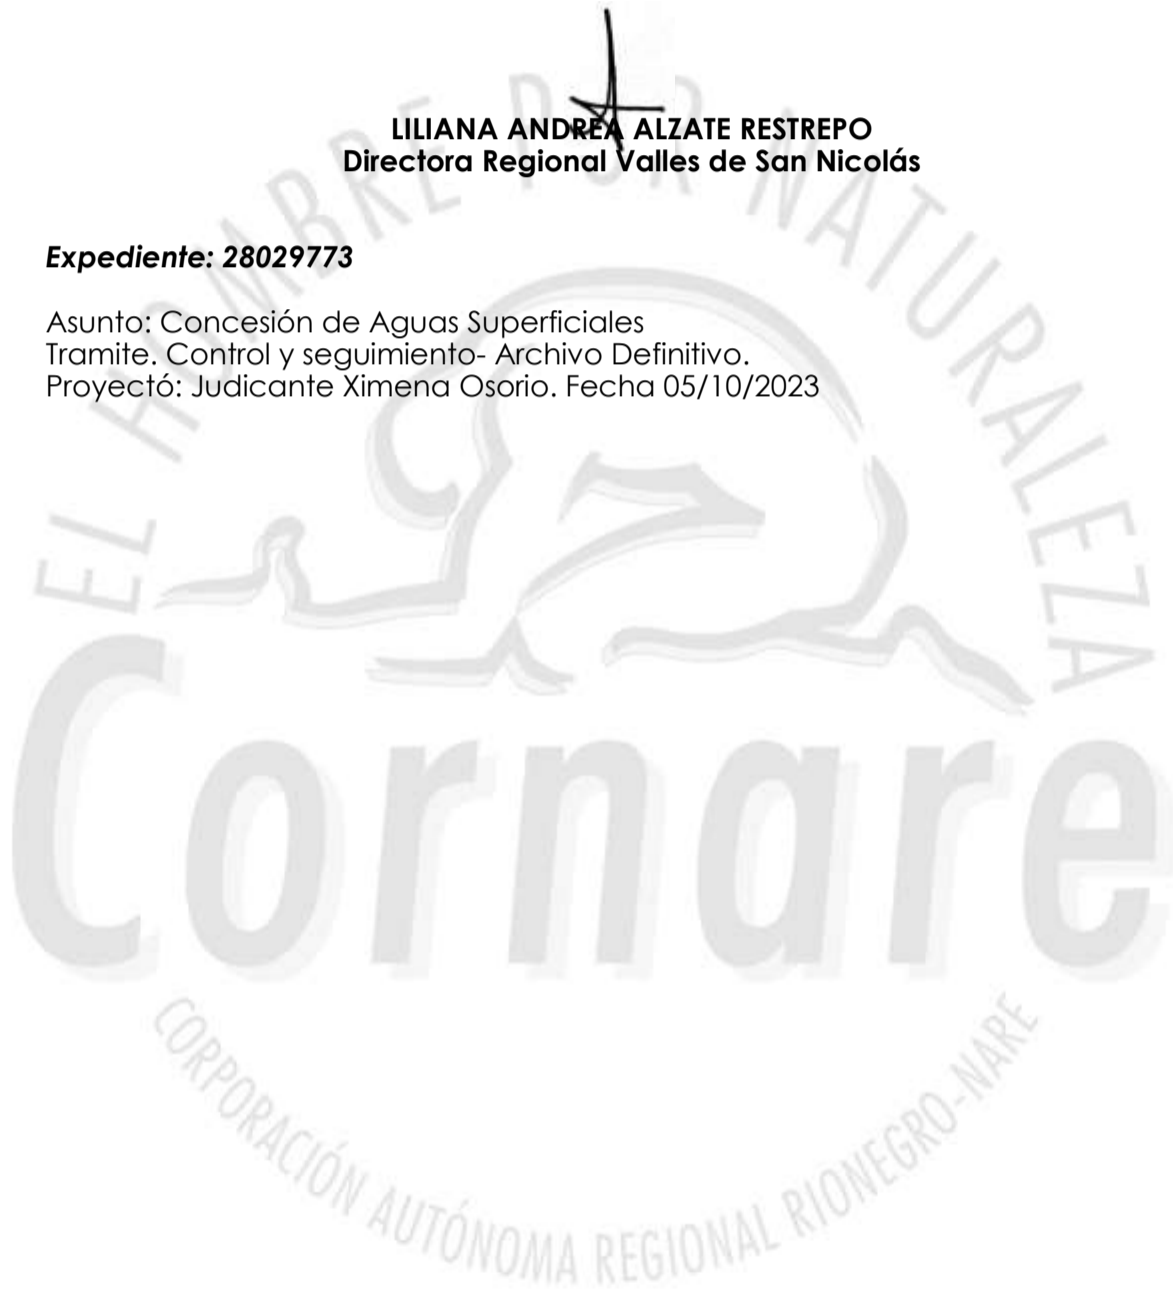 LILIANA ANDREA ALZATE RESTREPO
Directora Regional Valles de San Nicolás
Expediente: 28029773
Asunto: Concesión de Aguas Superficiales
Tramite. Control y seguimiento- Archivo Definitivo.
Proyectó: Judicante Ximena Osorio. Fecha 05/10/2023
EL HOMBRE POR NATURALEZA
Cornare
CORPORACIÓN AUTÓNOMA REGIONAL RIONEGRO-NARE